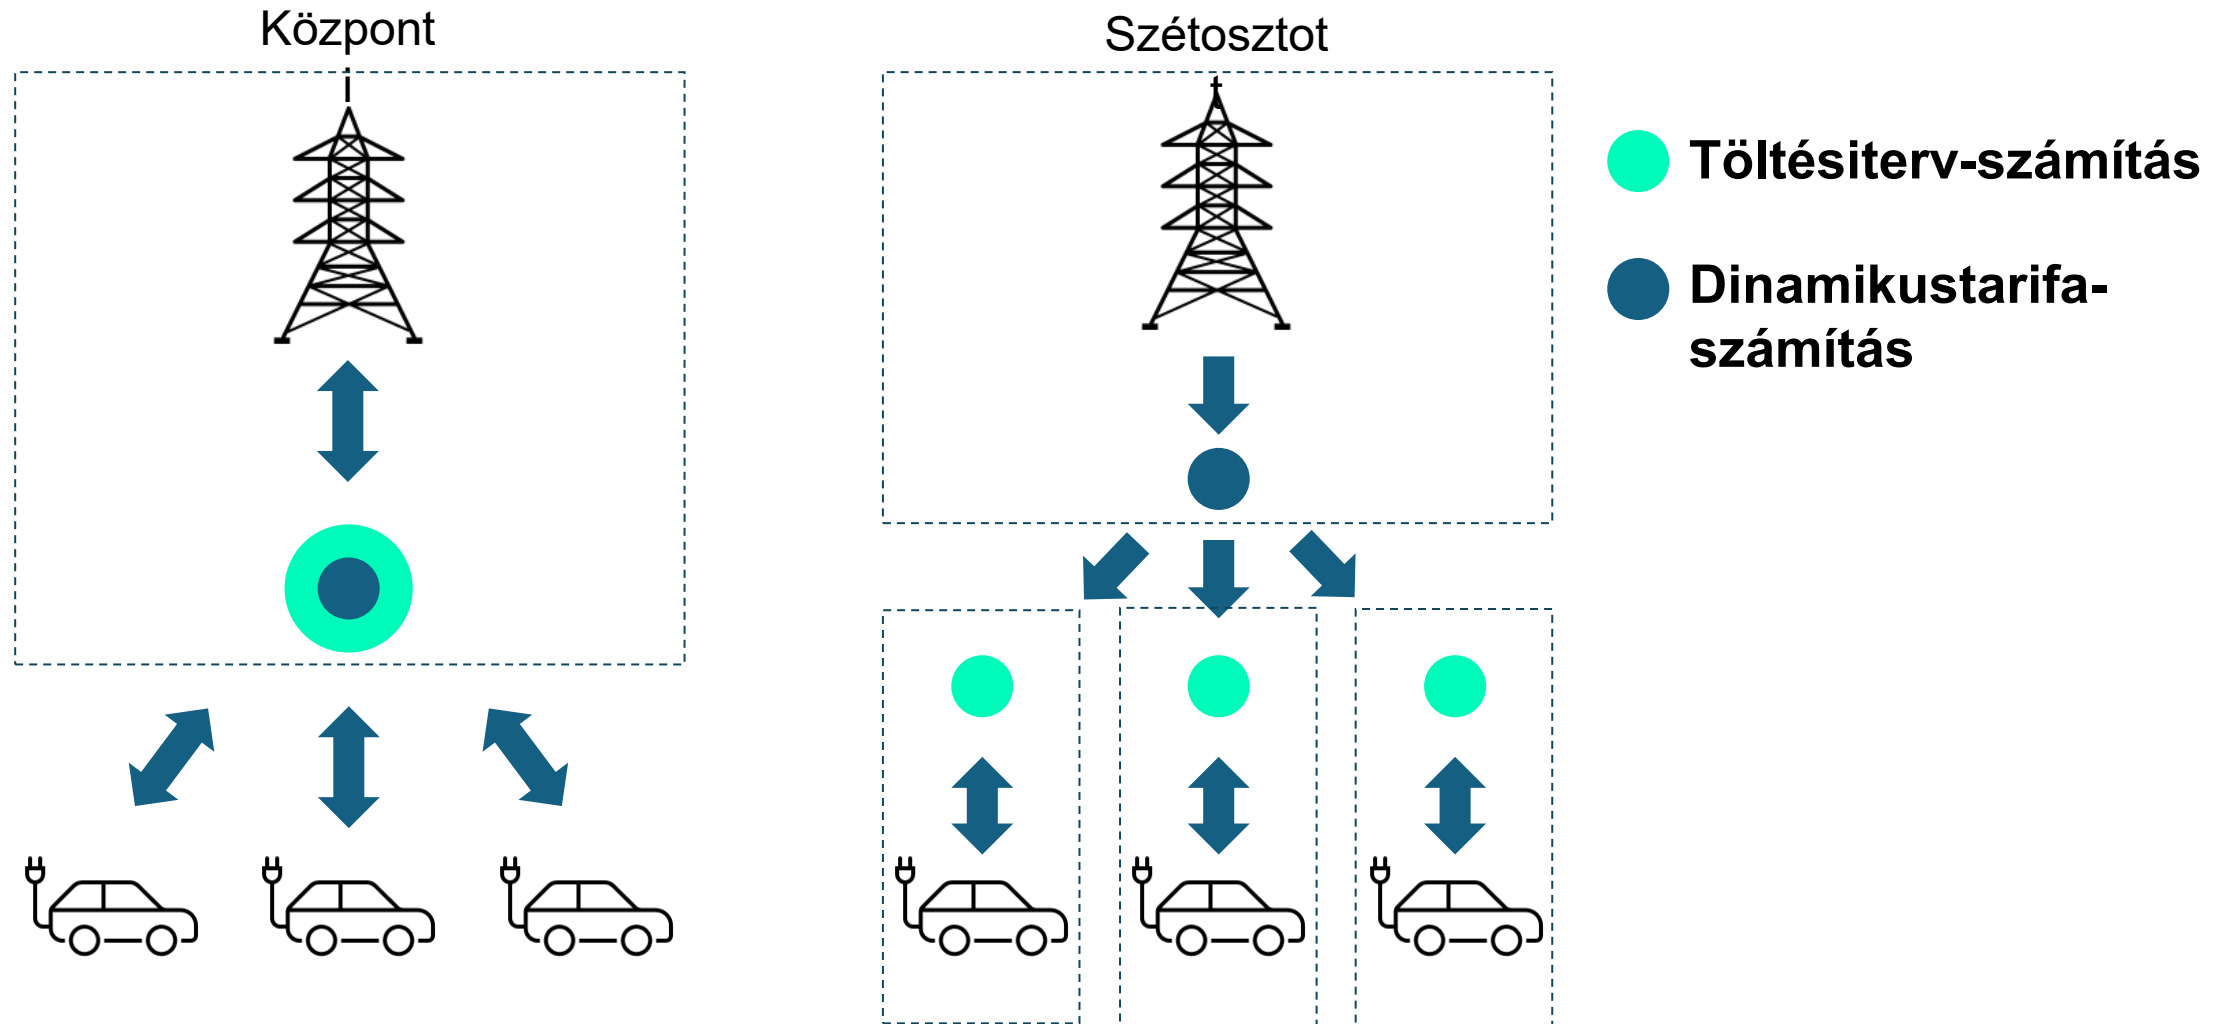 Központ
i
Szétosztot
t
Töltésiterv-számítás
Dinamikustarifa-
számítás